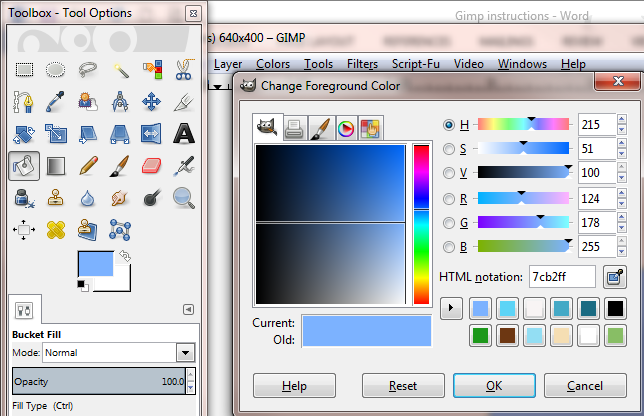 Toolbox - Tool Options
Gimp instructions - Word
s) 640x400 – GIMP
Layer Colors Tools Filters Script-Fu Video Windows Help
Change Foreground Color
H 215
S 51
V 100
R 124
G 178
B 255
HTML notation: 7cb2ff
Current:
Old:
Help Reset OK Cancel
Bucket Fill
Mode: Normal
Opacity 100.0
Fill Type (Ctrl)